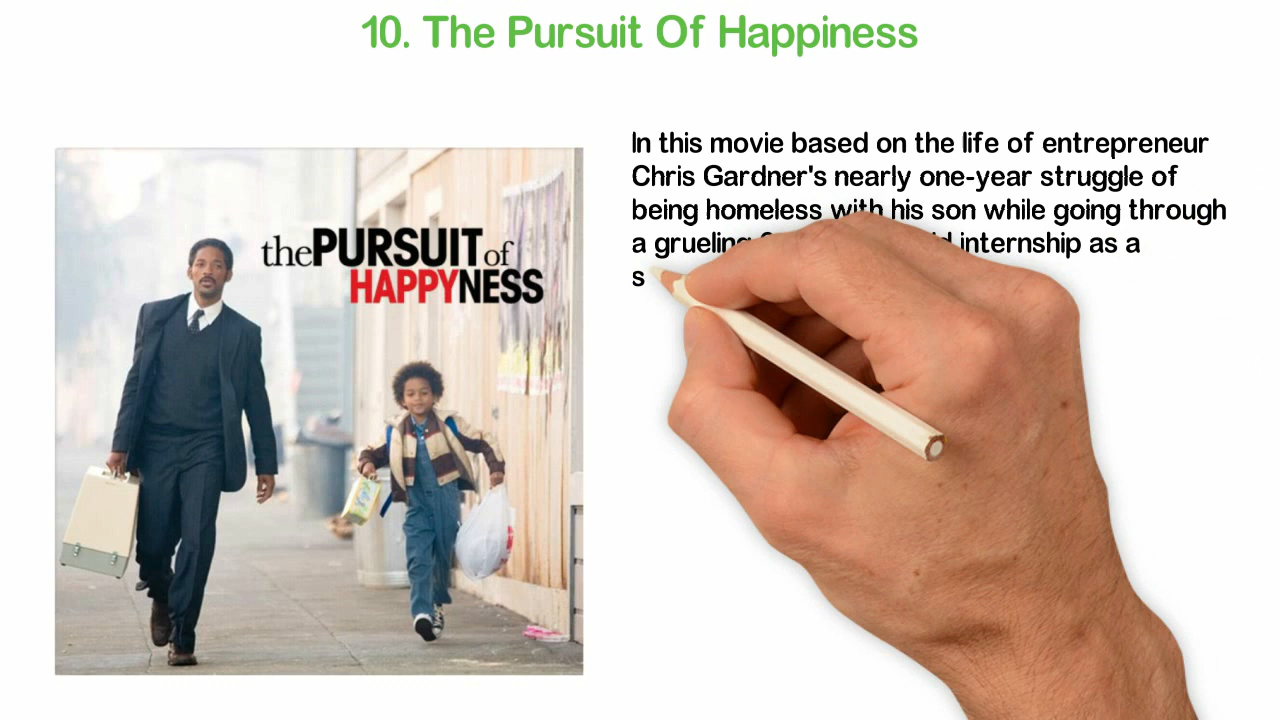 10. The Pursuit Of Happiness
the PURSUIT of
HAPPYNESS
In this movie based on the life of entrepreneur
Chris Gardner's nearly one-year struggle of
being homeless with his son while going through
a grueling internship as a
s